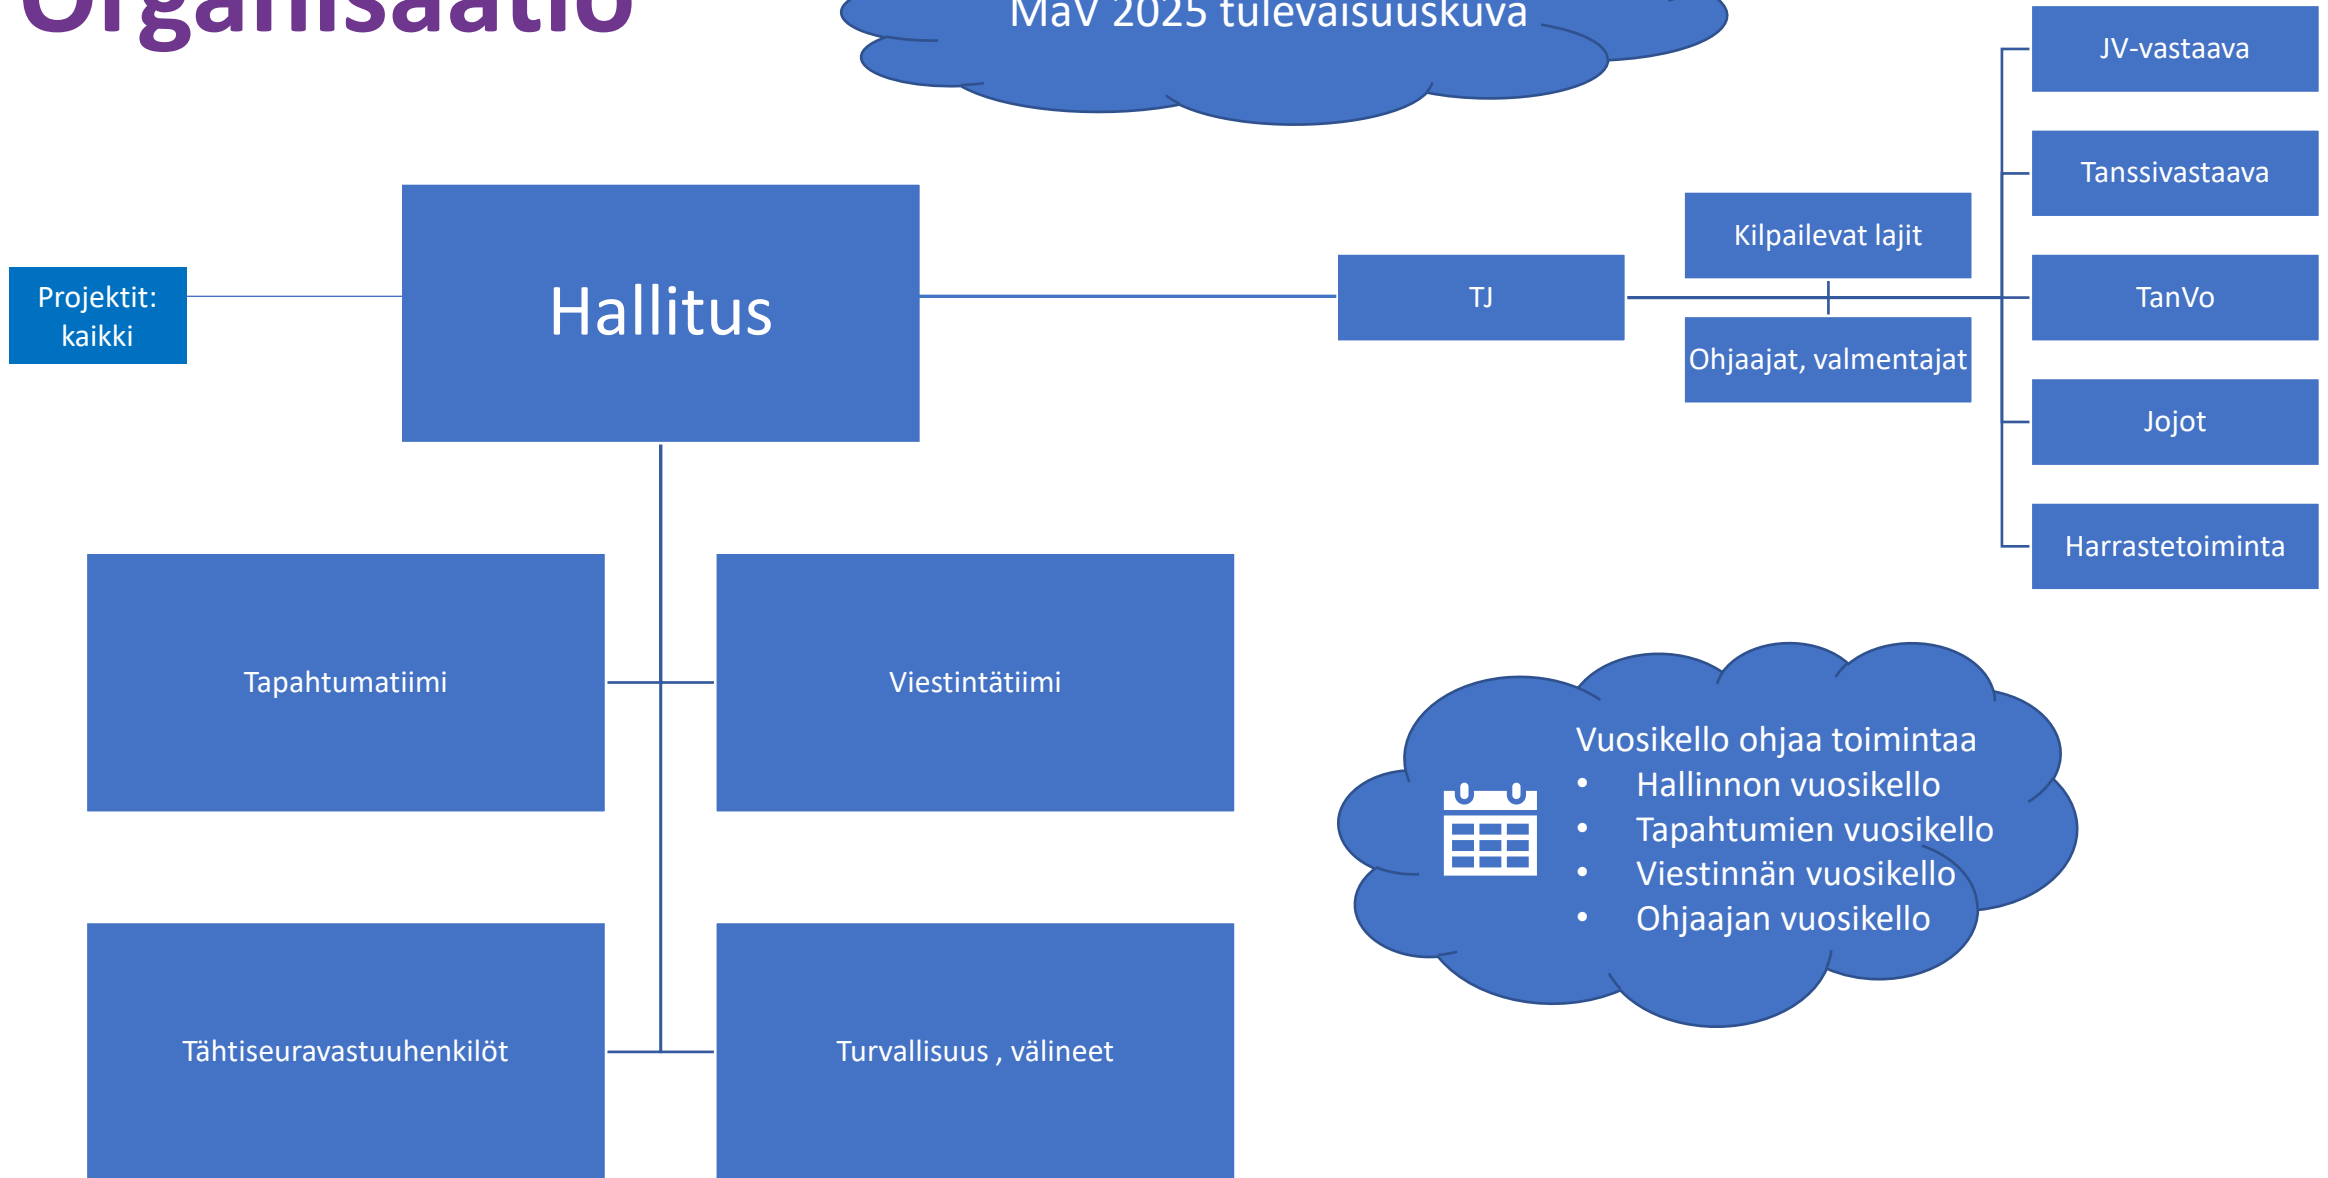 Organisaatio
MaV 2025 tulevaisuuskuva
JV-vastaava
Tanssivastaava
Kilpailevat lajit
Projektit:
kaikki
Hallitus
TJ
TanVo
Ohjaajat, valmentajat
Jojot
Harrastetoiminta
Tapahtumatiimi
Viestintätiimi
Vuosikello ohjaa toimintaa
• Hallinnon vuosikello
• Tapahtumien vuosikello
• Viestinnän vuosikello
• Ohjaajan vuosikello
Tähtiseuravastuuhenkilöt
Turvallisuus , välineet